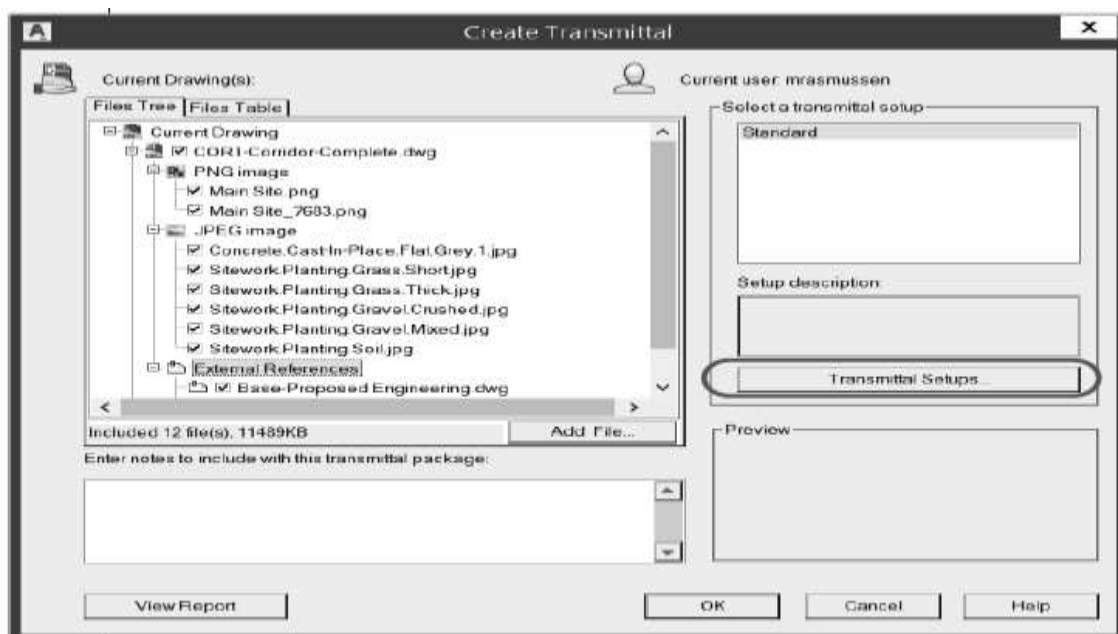 Create Transmittal
Current Drawing(s):
Current user: mrasmussen
Files Tree Files Table
Current Drawing
COR1-Corridor-Complete.dwg
PNG image
Main Site.png
Main Site_7683.png
JPEG image
Concrete.Cast-In-Place.Flat.Grey.1.jpg
Sitework.Planting.Grass.Short.jpg
Sitework.Planting.Grass.Thick.jpg
Sitework.Planting.Gravel.Crushed.jpg
Sitework.Planting.Gravel.Mixed.jpg
Sitework.Planting.Soil.jpg
External References
Base-Proposed Engineering.dwg
Included 12 file(s), 11489KB
Add File...
Enter notes to include with this transmittal package:
Select a transmittal setup
Standard
Setup description:
Transmittal Setups...
Preview
View Report
OK
Cancel
Help